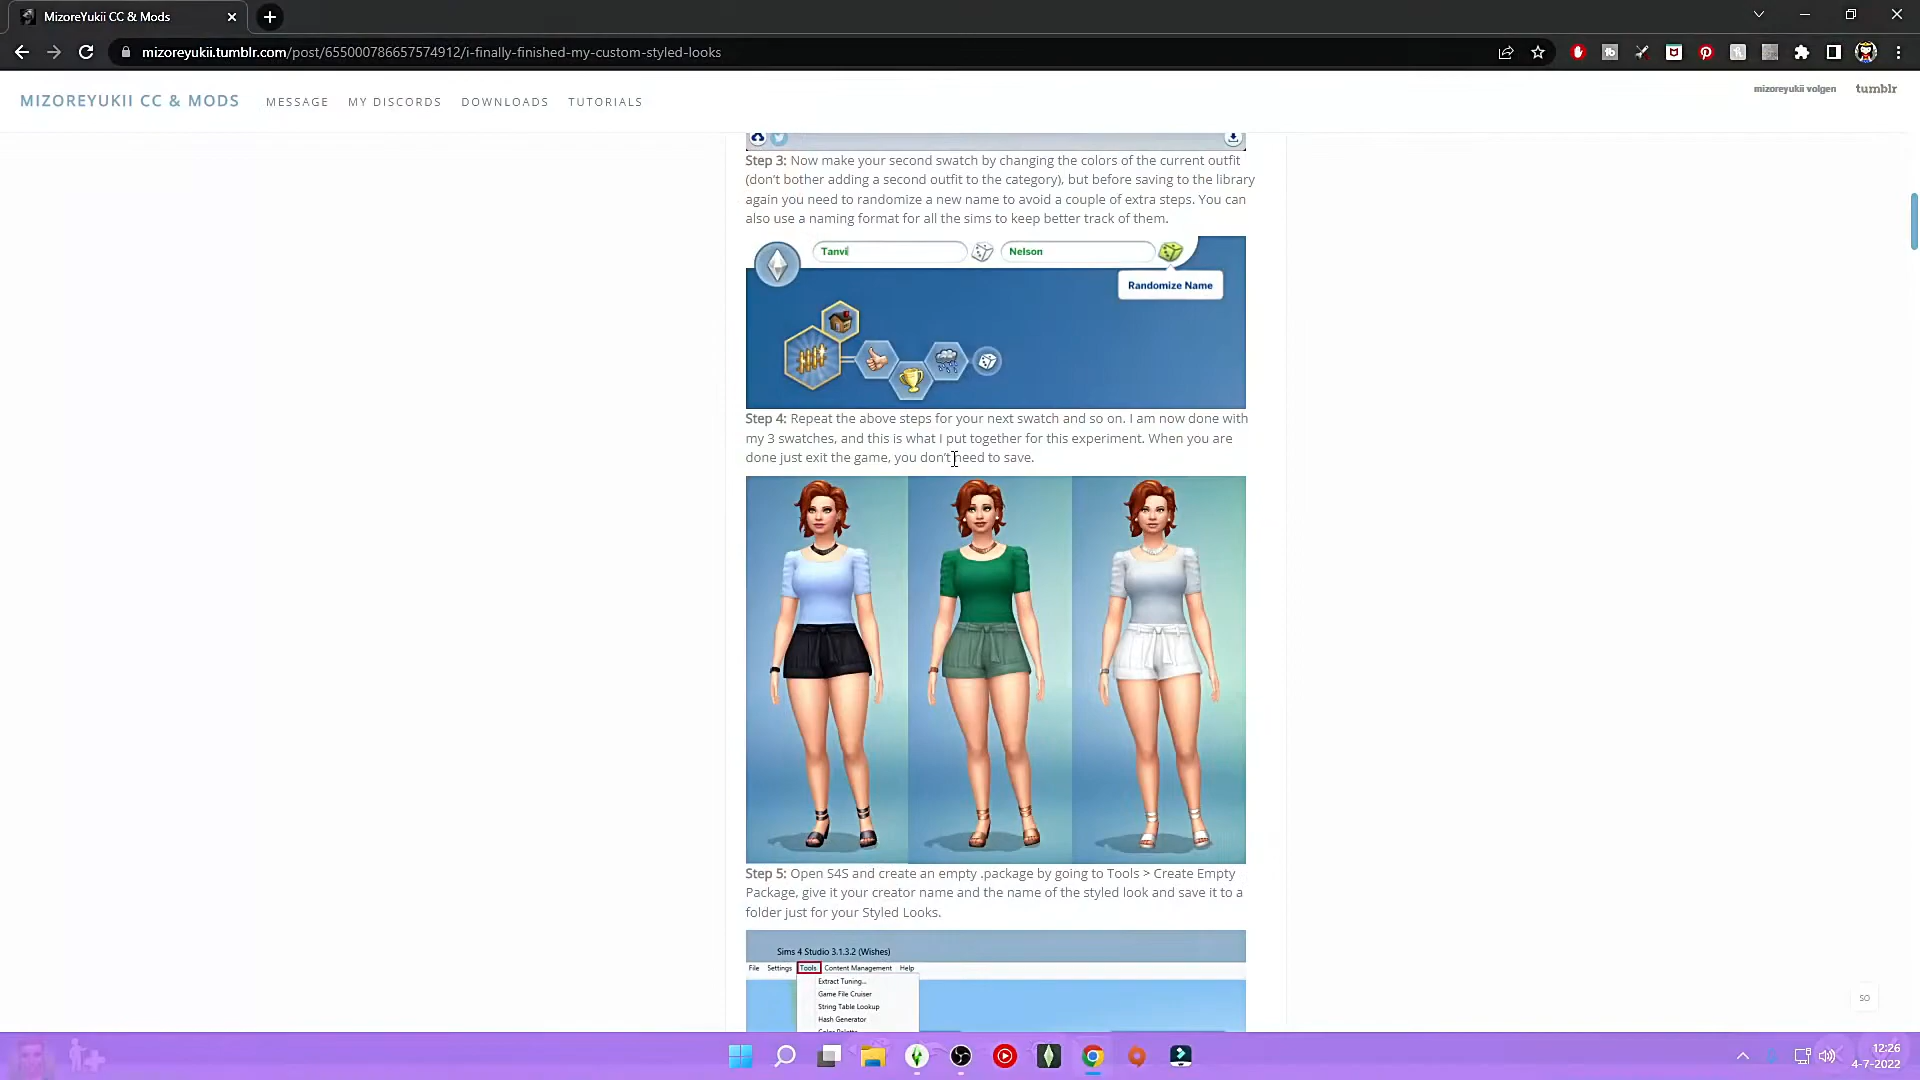 MizoreYukii CC & Mods
mizoreyukii.tumblr.com/post/655000786657574912/i-finally-finished-my-custom-styled-looks
MIZOREYUKII CC & MODS
MESSAGE
MY DISCORDS
DOWNLOADS
TUTORIALS
mizoreyukii volgen
tumblr
Step 3: Now make your second swatch by changing the colors of the current outfit
(don't bother adding a second outfit to the category), but before saving to the library
again you need to randomize a new name to avoid a couple of extra steps. You can
also use a naming format for all the sims to keep better track of them.
Tanvi
Nelson
Randomize Name
Step 4: Repeat the above steps for your next swatch and so on. I am now done with
my 3 swatches, and this is what I put together for this experiment. When you are
done just exit the game, you don't need to save.
Step 5: Open S4S and create an empty .package by going to Tools > Create Empty
Package, give it your creator name and the name of the styled look and save it to a
folder just for your Styled Looks.
Sims 4 Studio 3.1.3.2 (Wishes)
File Settings Tools Content Management Help
Extract Tuning...
Game File Cruiser
String Table Lookup
Hash Generator
so
12:26
4-7-2022